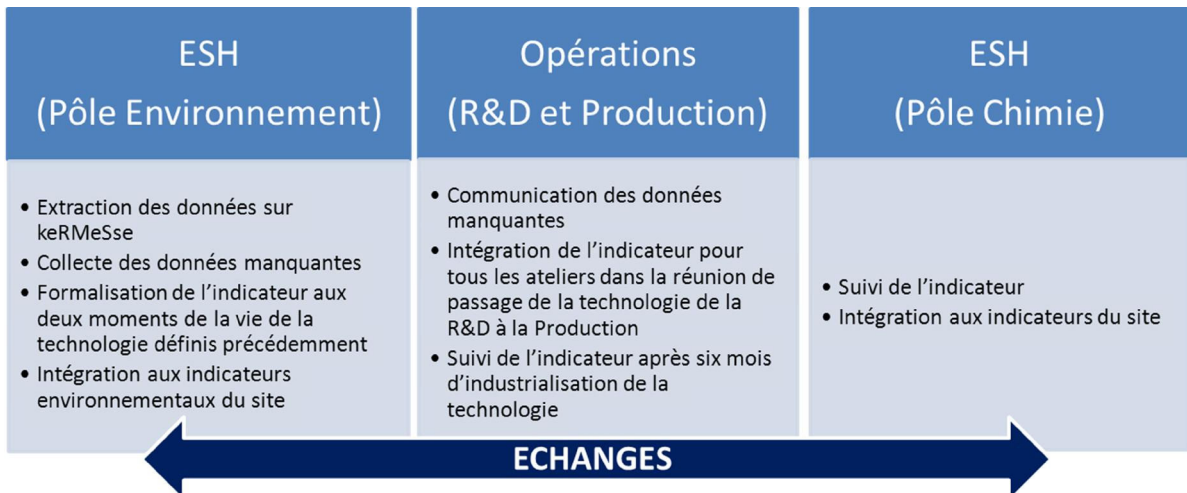 ESH
(Pôle Environnement)
• Extraction des données sur
keRMeSse
• Collecte des données manquantes
• Formalisation de l’indicateur aux
deux moments de la vie de la
technologie définis précédemment
• Intégration aux indicateurs
environnementaux du site
Opérations
(R&D et Production)
• Communication des données
manquantes
• Intégration de l’indicateur pour
tous les ateliers dans la réunion de
passage de la technologie de la
R&D à la Production
• Suivi de l’indicateur après six mois
d’industrialisation de la
technologie
ESH
(Pôle Chimie)
• Suivi de l’indicateur
• Intégration aux indicateurs du site
ECHANGES